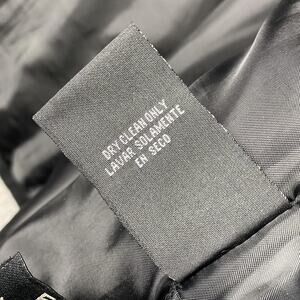 DRY CLEAN ONLY
LAVAR SOLAMENTE
EN SECO